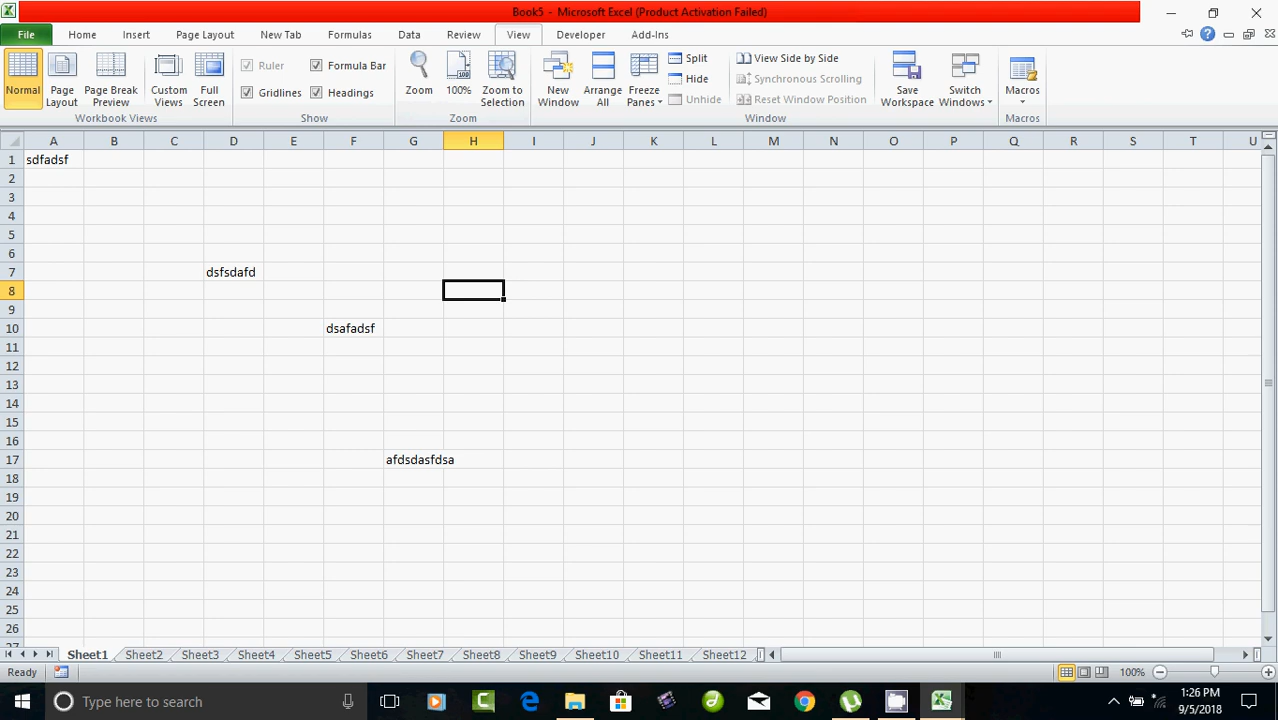 Book5 - Microsoft Excel (Product Activation Failed)
File Home Insert Page Layout New Tab Formulas Data Review View Developer Add-Ins
Normal
Page Layout
Page Break Preview
Custom Views
Full Screen
Workbook Views
Ruler
Formula Bar
Gridlines
Headings
Show
Zoom
100%
Zoom to Selection
Zoom
New Window
Arrange All
Freeze Panes
Split
Hide
Unhide
View Side by Side
Synchronous Scrolling
Reset Window Position
Window
Save Workspace
Switch Windows
Macros
Macros
A B C D E F G H I J K L M N O P Q R S T U
1 sdfadsf
2
3
4
5
6
7 dsfsdafd
8
9
10 dsafadsf
11
12
13
14
15
16
17 afdsdasfdsa
18
19
20
21
22
23
24
25
26
27
Sheet1 Sheet2 Sheet3 Sheet4 Sheet5 Sheet6 Sheet7 Sheet8 Sheet9 Sheet10 Sheet11 Sheet12
Ready 100%
Type here to search
1:26 PM
9/5/2018